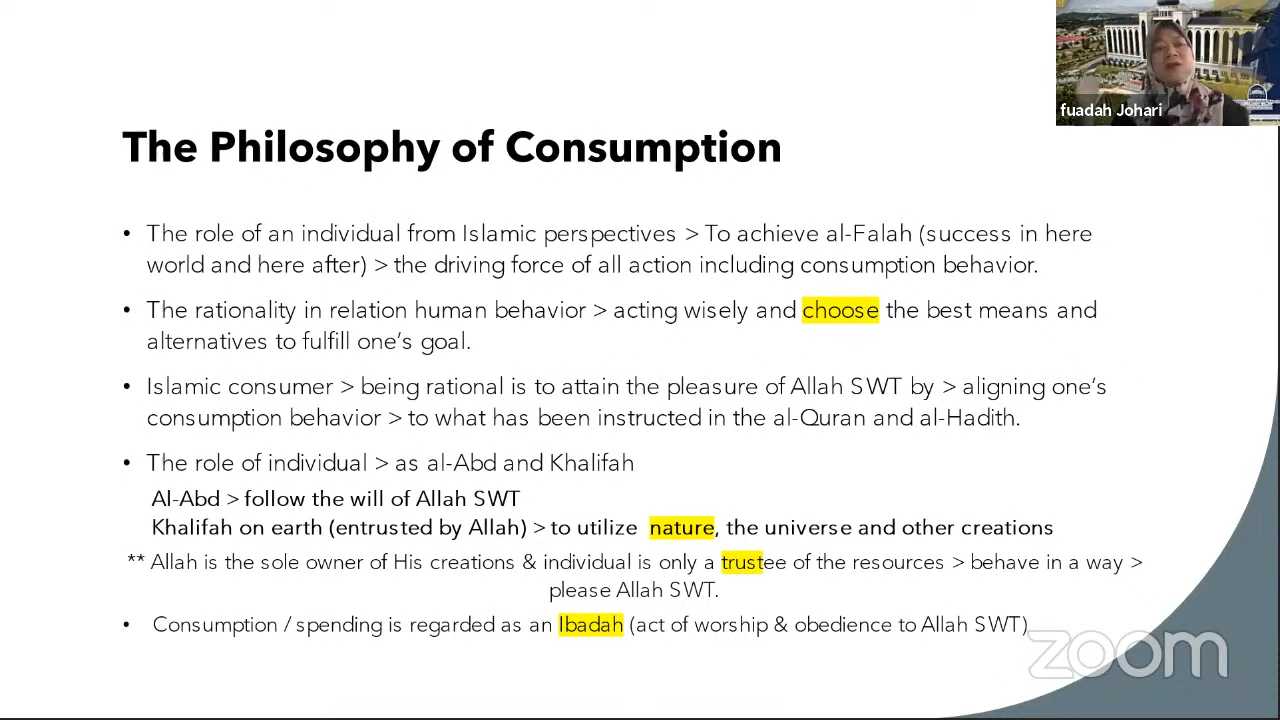 fuadah Johari
The Philosophy of Consumption
• The role of an individual from Islamic perspectives > To achieve al-Falah (success in here
world and here after) > the driving force of all action including consumption behavior.
• The rationality in relation human behavior > acting wisely and choose the best means and
alternatives to fulfill one’s goal.
• Islamic consumer > being rational is to attain the pleasure of Allah SWT by > aligning one’s
consumption behavior > to what has been instructed in the al-Quran and al-Hadith.
• The role of individual > as al-Abd and Khalifah
Al-Abd > follow the will of Allah SWT
Khalifah on earth (entrusted by Allah) > to utilize nature, the universe and other creations
** Allah is the sole owner of His creations & individual is only a trustee of the resources > behave in a way >
please Allah SWT.
• Consumption / spending is regarded as an Ibadah (act of worship & obedience to Allah SWT)
zoom